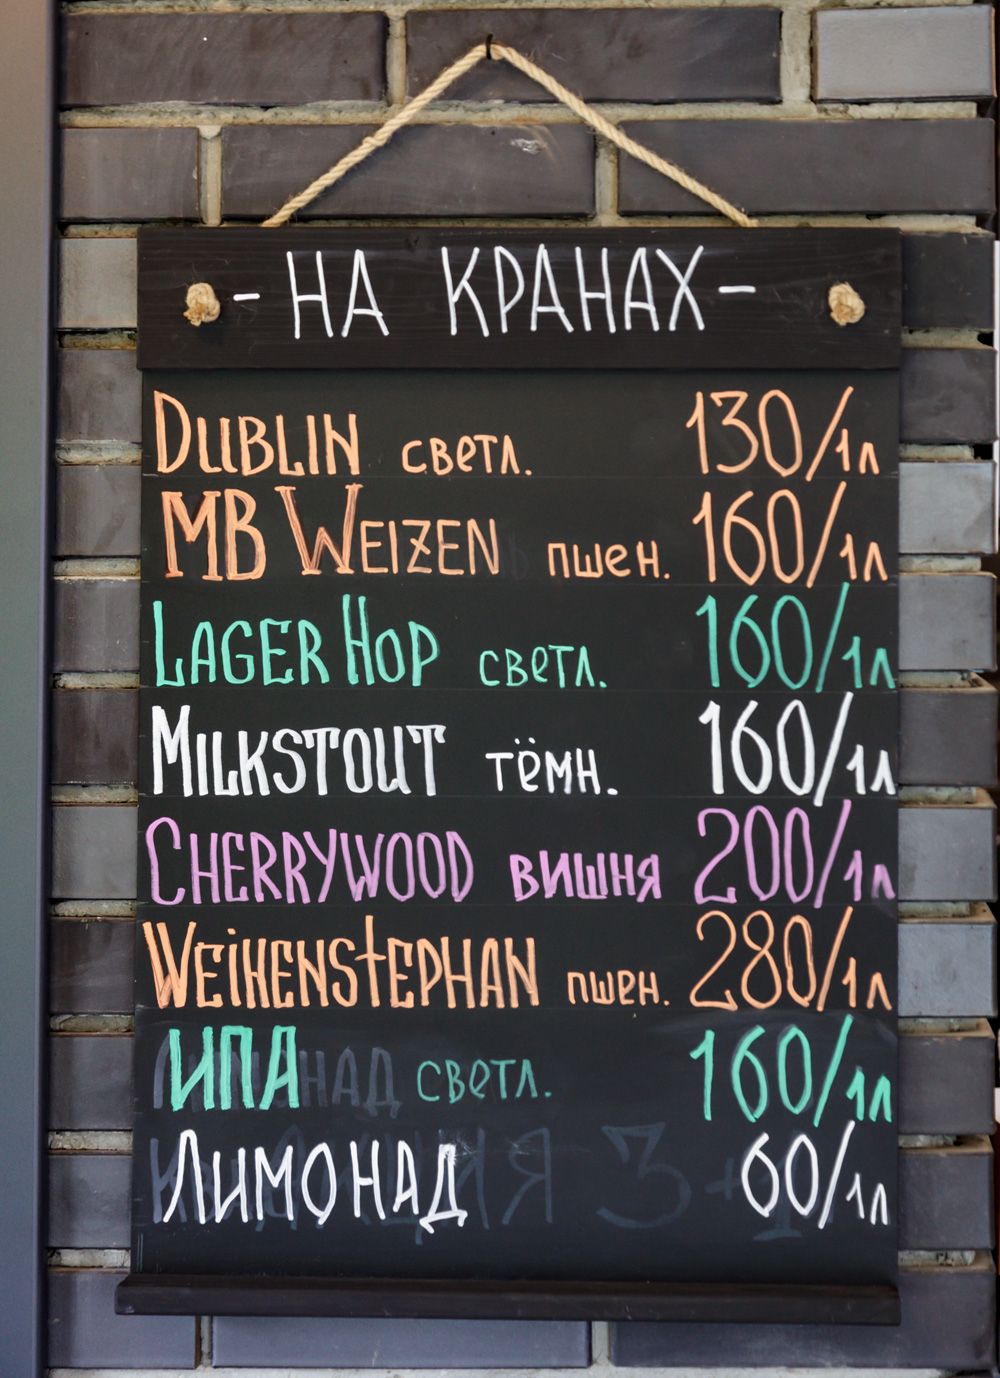 - НА КРАНАХ -
DUBLIN светл. 130/1л
MB WEIZEN пшен. 160/1л
LAGER HOP светл. 160/1л
MILKSTOUT тёмн. 160/1л
CHERRYWOOD вишня 200/1л
WEIHENSTEPHAN пшен. 280/1л
ИПА светл. 160/1л
ЛИМОНАД 60/1л